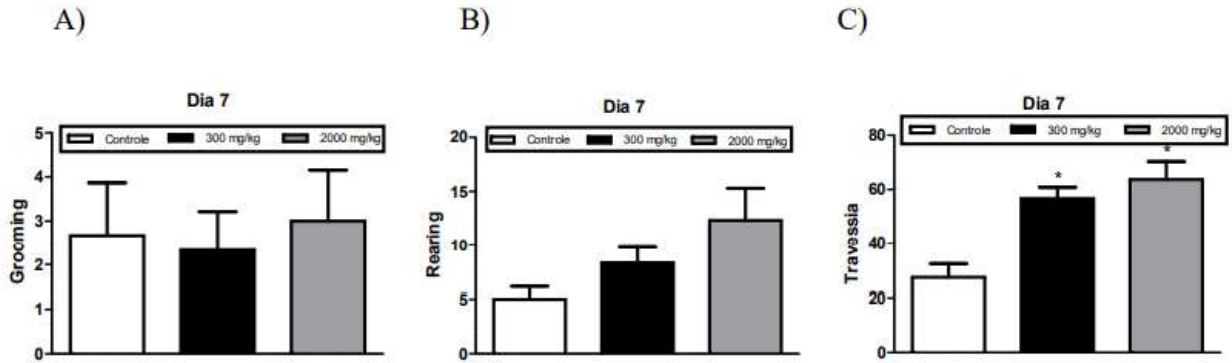 A)
Dia 7
Controle 300 mg/kg 2000 mg/kg
Grooming
5
4
3
2
1
0
B)
Dia 7
Controle 300 mg/kg 2000 mg/kg
Rearing
20
15
10
5
0
C)
Dia 7
Controle 300 mg/kg 2000 mg/kg
Travessia
80
60
40
20
0
*
*